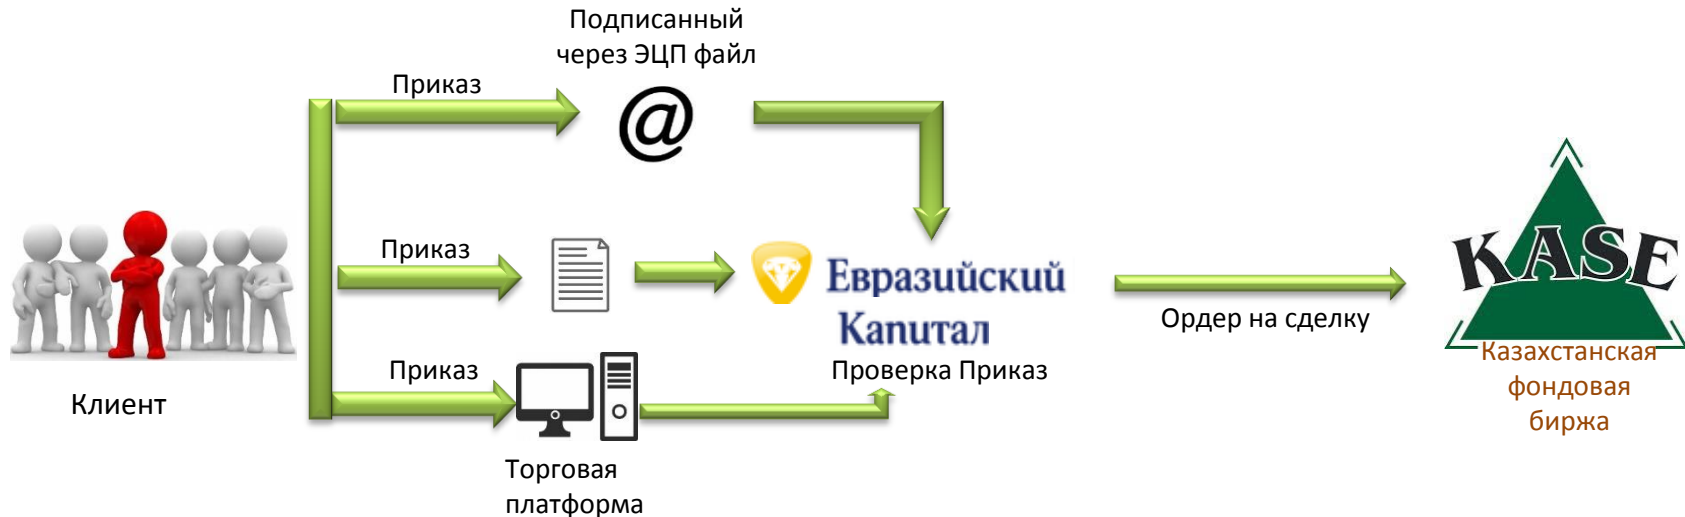 Подписанный
через ЭЦП файл
Приказ
@
Приказ
Евразийский
Капитал
Проверка Приказ
Ордер на сделку
KASE
Казахстанская
фондовая
биржа
Приказ
Клиент
Торговая
платформа